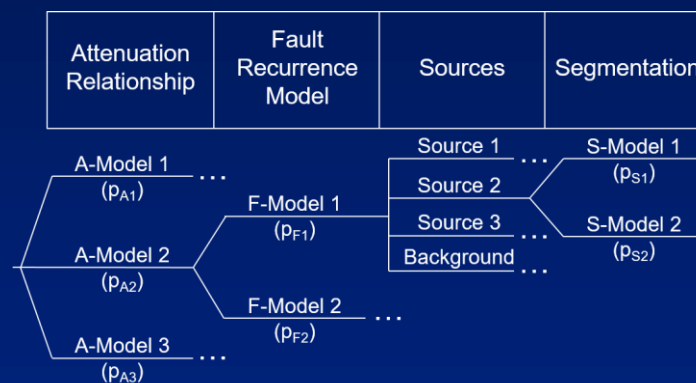 Attenuation
Relationship
Fault
Recurrence
Model
Sources
Segmentation
A-Model 1
(pA1)
...
A-Model 2
(pA2)
A-Model 3
(pA3)
...
F-Model 1
(pF1)
F-Model 2
(pF2)
...
Source 1
...
Source 2
Source 3
...
Background
...
S-Model 1
(pS1)
S-Model 2
(pS2)